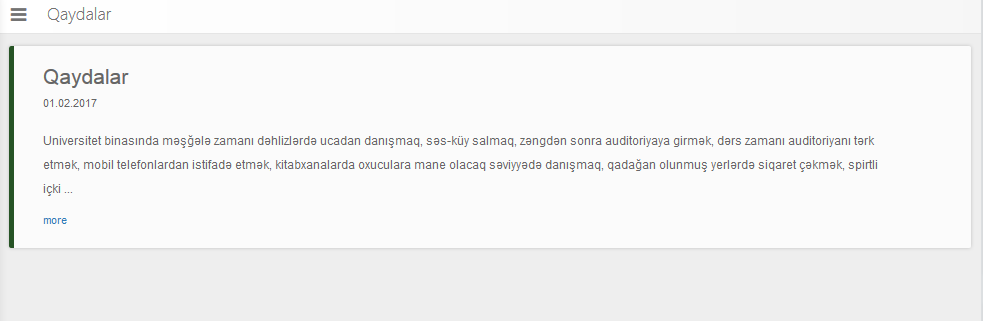 Qaydalar
Qaydalar
01.02.2017
Universitet binasında məşğələ zamanı dəhlizlərdə ucadan danışmaq, səs-küy salmaq, zəngdən sonra auditoriyaya girmək, dərs zamanı auditoriyanı tərk
etmək, mobil telefonlardan istifadə etmək, kitabxanalarda oxuculara mane olacaq səviyyədə danışmaq, qadağan olunmuş yerlərdə siqaret çəkmək, spirtli
içki ...
more